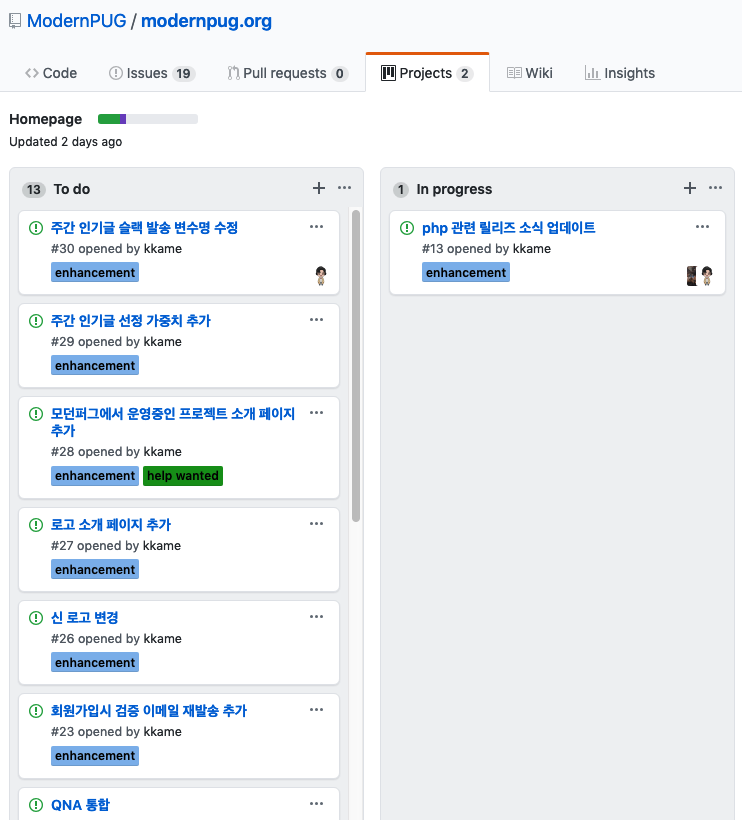 ModernPUG / modernpug.org
Code Issues 19 Pull requests 0 Projects 2 Wiki Insights
Homepage
Updated 2 days ago
13 To do
주간 인기글 슬랙 발송 변수명 수정
#30 opened by kkame
enhancement
주간 인기글 선정 가중치 추가
#29 opened by kkame
enhancement
모던퍼그에서 운영중인 프로젝트 소개 페이지
추가
#28 opened by kkame
enhancement help wanted
로고 소개 페이지 추가
#27 opened by kkame
enhancement
신 로고 변경
#26 opened by kkame
enhancement
회원가입시 검증 이메일 재발송 추가
#23 opened by kkame
enhancement
QNA 통합
1 In progress
php 관련 릴리즈 소식 업데이트
#13 opened by kkame
enhancement